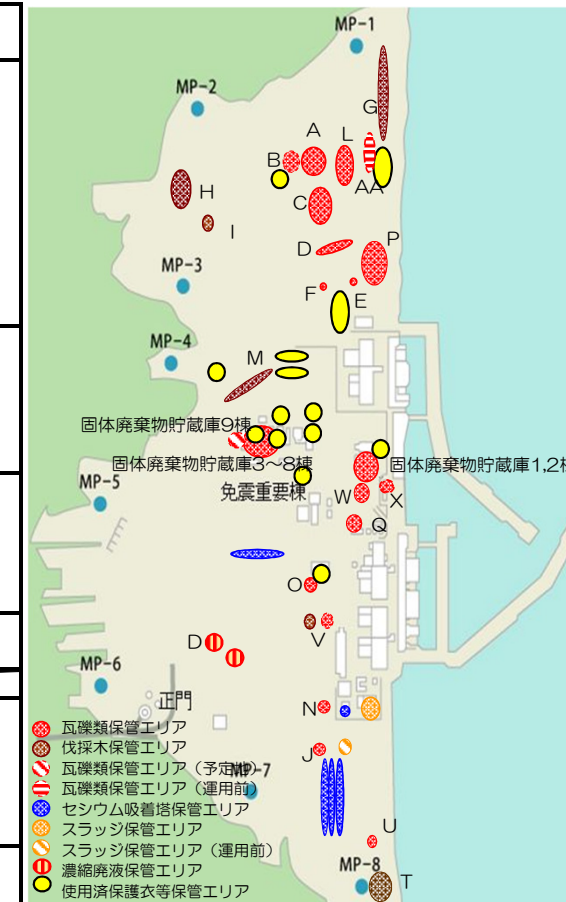 MP-1
MP-2
G
A
L
B
AA
H
C
I
D
P
MP-3
F
E
MP-4
M
固体廃棄物貯蔵庫9棟
固体廃棄物貯蔵庫3~8棟
固体廃棄物貯蔵庫1,2棟
免震重要棟
MP-5
W
X
Q
O
V
D
MP-6
正門
N
瓦礫類保管エリア
伐採木保管エリア
J
瓦礫類保管エリア(予定地)
MP-7
瓦礫類保管エリア(運用前)
セシウム吸着塔保管エリア
スラッジ保管エリア
U
スラッジ保管エリア(運用前)
濃縮廃液保管エリア
MP-8
T
使用済保護衣等保管エリア